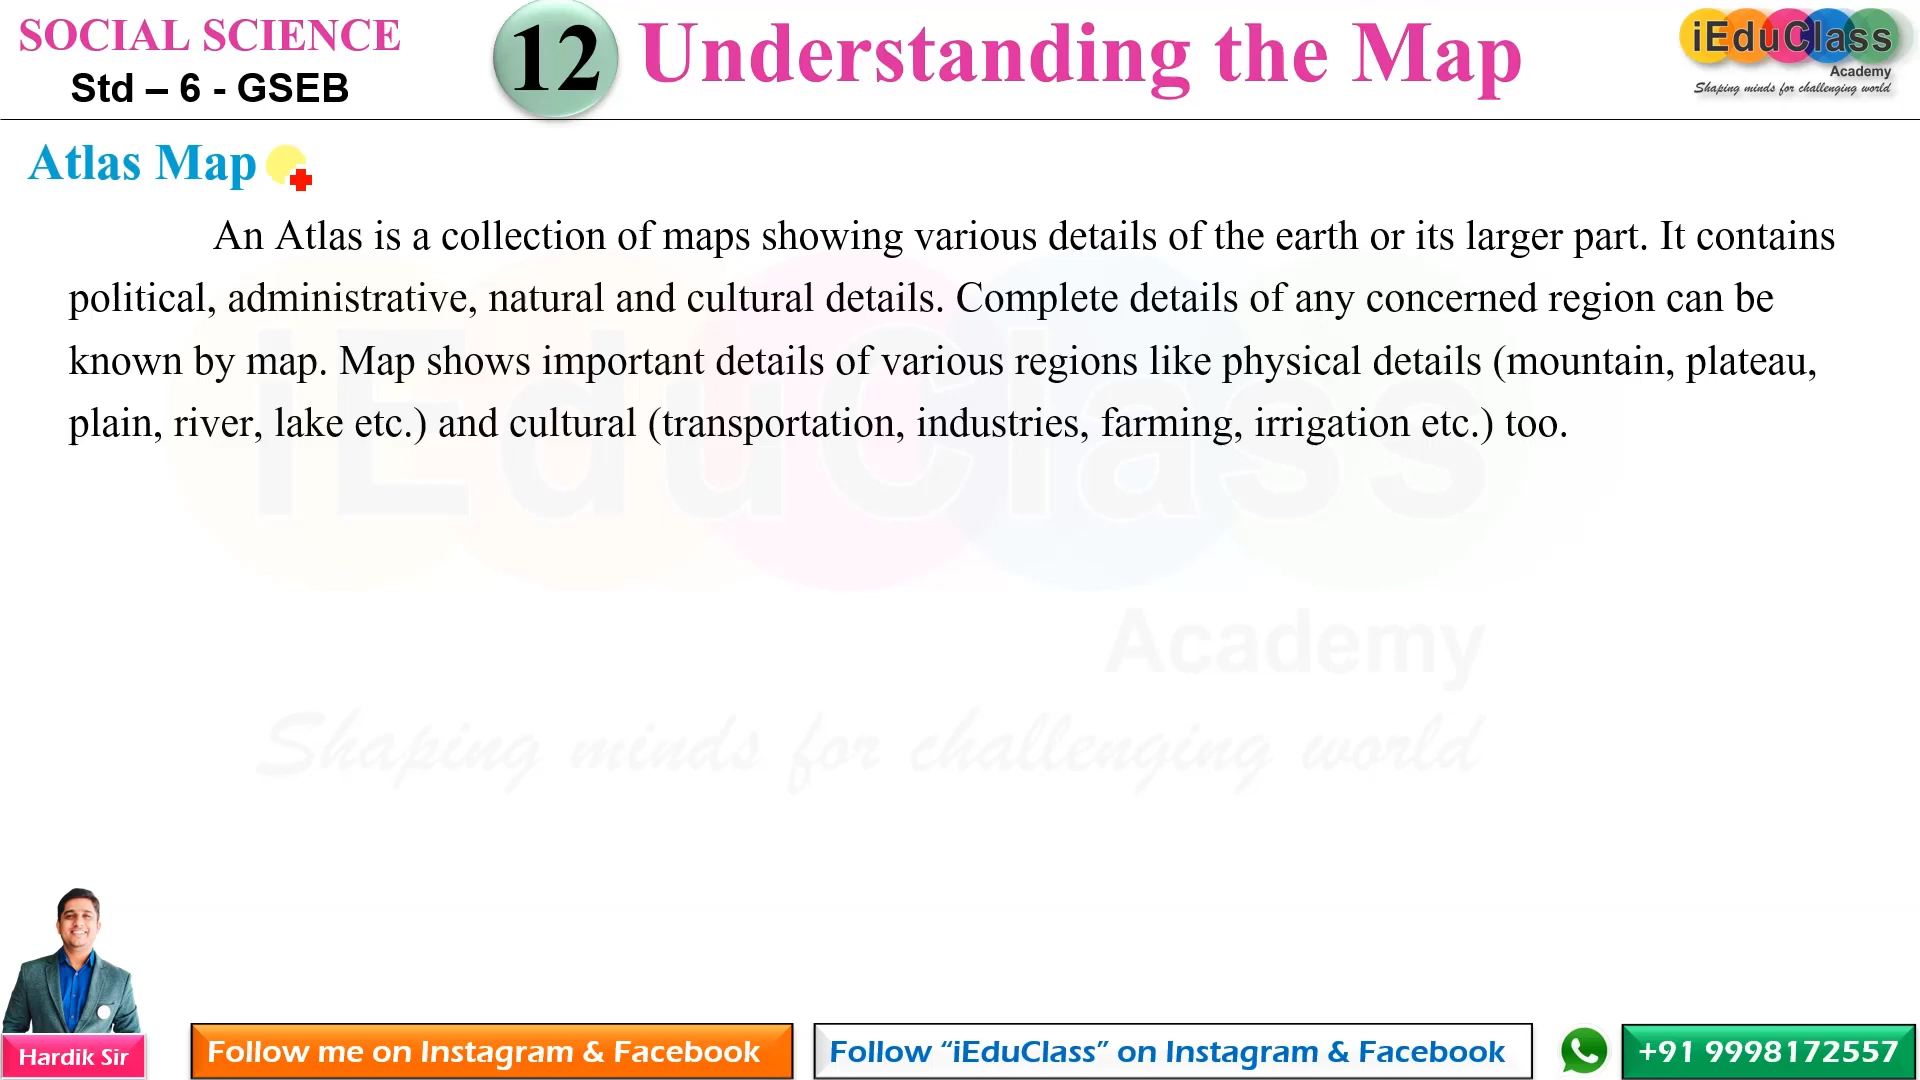 SOCIAL SCIENCE
Std – 6 - GSEB
12 Understanding the Map
iEduClass
Academy
Shaping minds for challenging world
Atlas Map
An Atlas is a collection of maps showing various details of the earth or its larger part. It contains
political, administrative, natural and cultural details. Complete details of any concerned region can be
known by map. Map shows important details of various regions like physical details (mountain, plateau,
plain, river, lake etc.) and cultural (transportation, industries, farming, irrigation etc.) too.
iEduClass
Academy
Shaping minds for challenging world
Hardik Sir
Follow me on Instagram & Facebook
Follow “iEduClass” on Instagram & Facebook
+91 9998172557